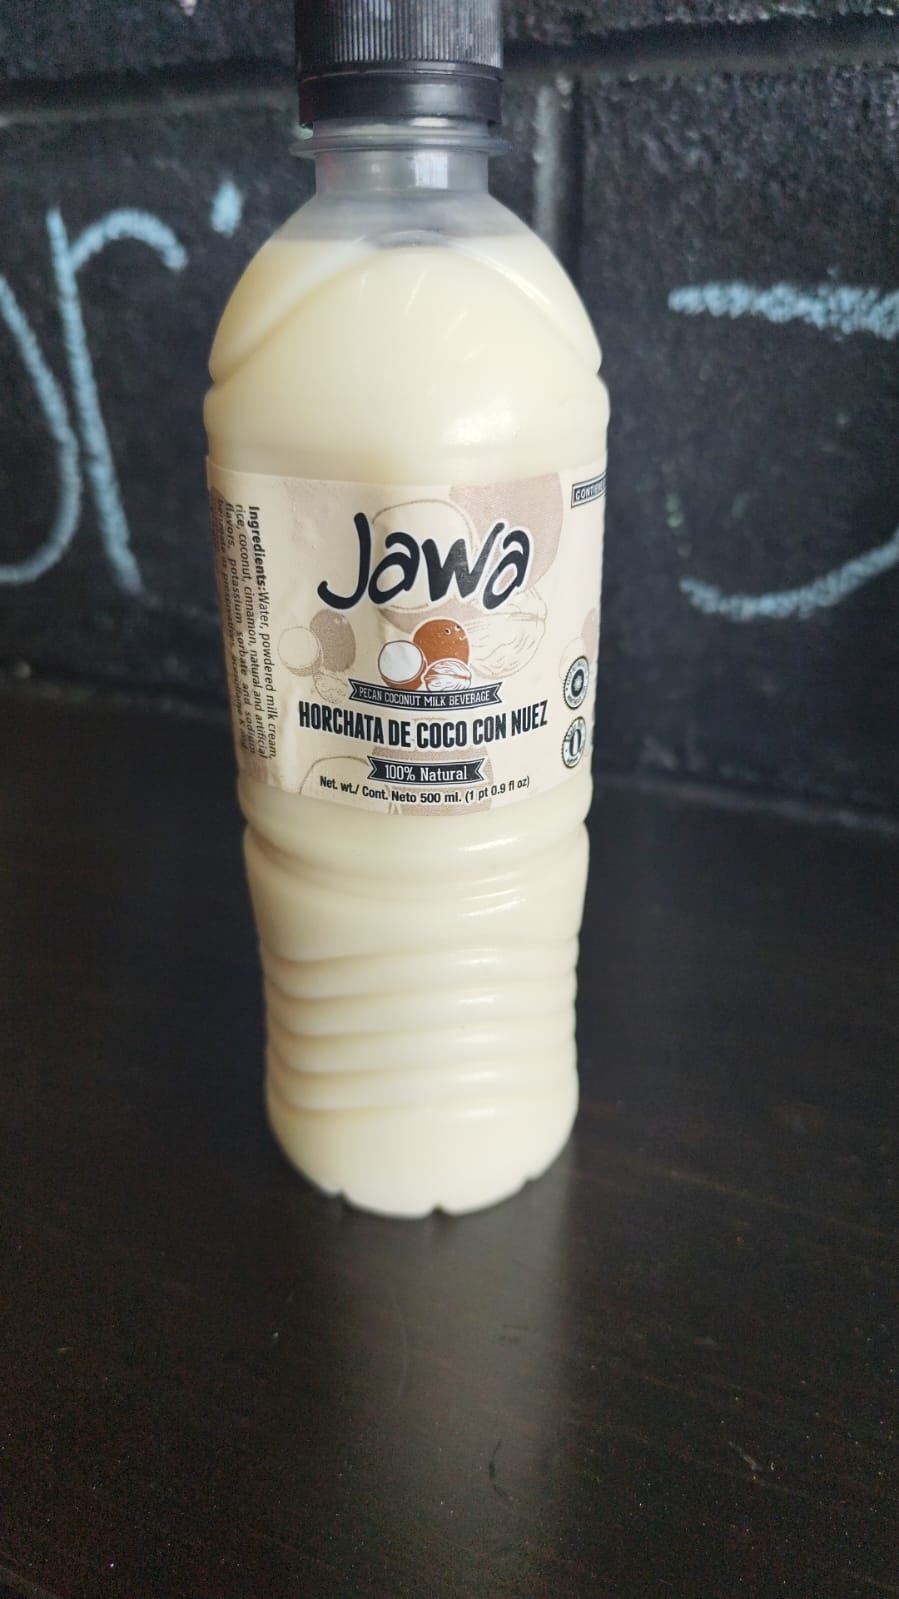 Jawa
PECAN COCONUT MILK BEVERAGE
HORCHATA DE COCO CON NUEZ
100% Natural
Net. wt./ Cont. Neto 500 ml. (1 pt 0.9 fl oz)
Ingredients:Water, powdered milk cream,
rice, coconut, cinnamon, natural and artificial
flavors, potassium sorbate and sodium